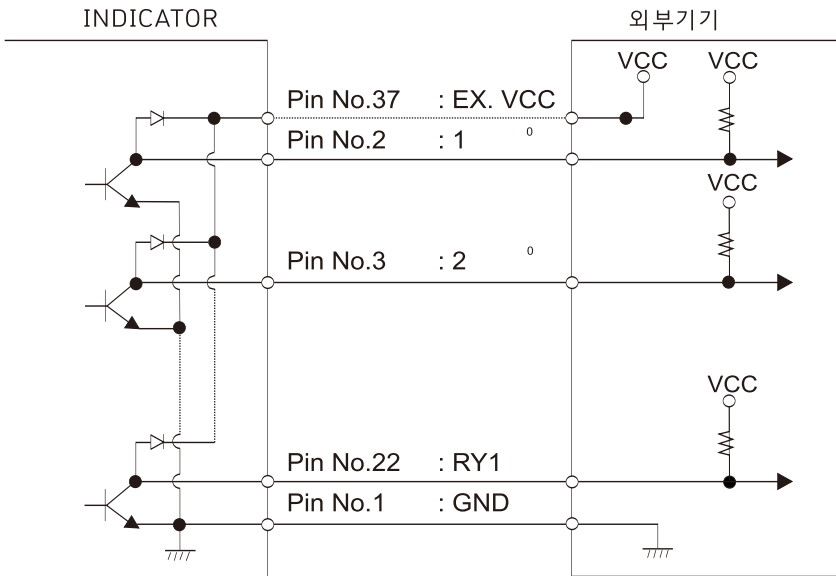 INDICATOR
외부기기
VCC VCC
Pin No.37 : EX. VCC
Pin No.2 : 1 0
VCC
Pin No.3 : 2 0
VCC
Pin No.22 : RY1
Pin No.1 : GND